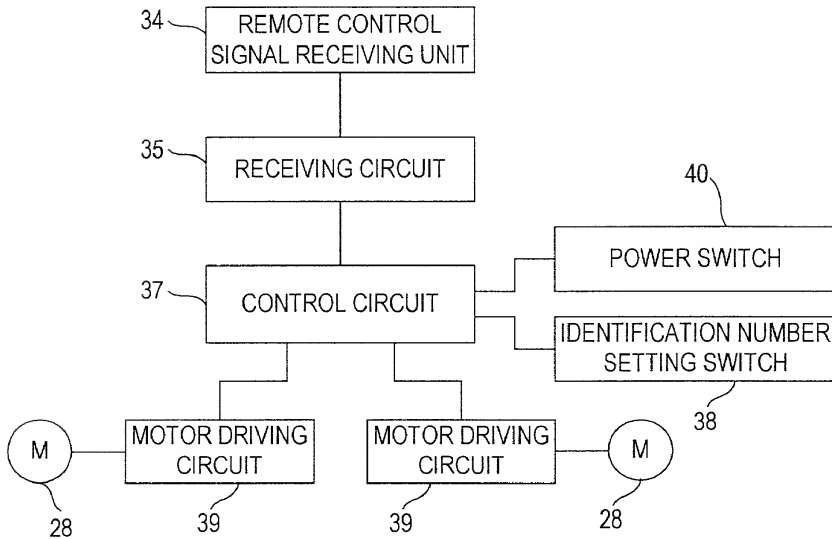 34
REMOTE CONTROL
SIGNAL RECEIVING UNIT
35
RECEIVING CIRCUIT
40
POWER SWITCH
37
CONTROL CIRCUIT
IDENTIFICATION NUMBER
SETTING SWITCH
38
M
MOTOR DRIVING
CIRCUIT
MOTOR DRIVING
CIRCUIT
M
28
39
39
28